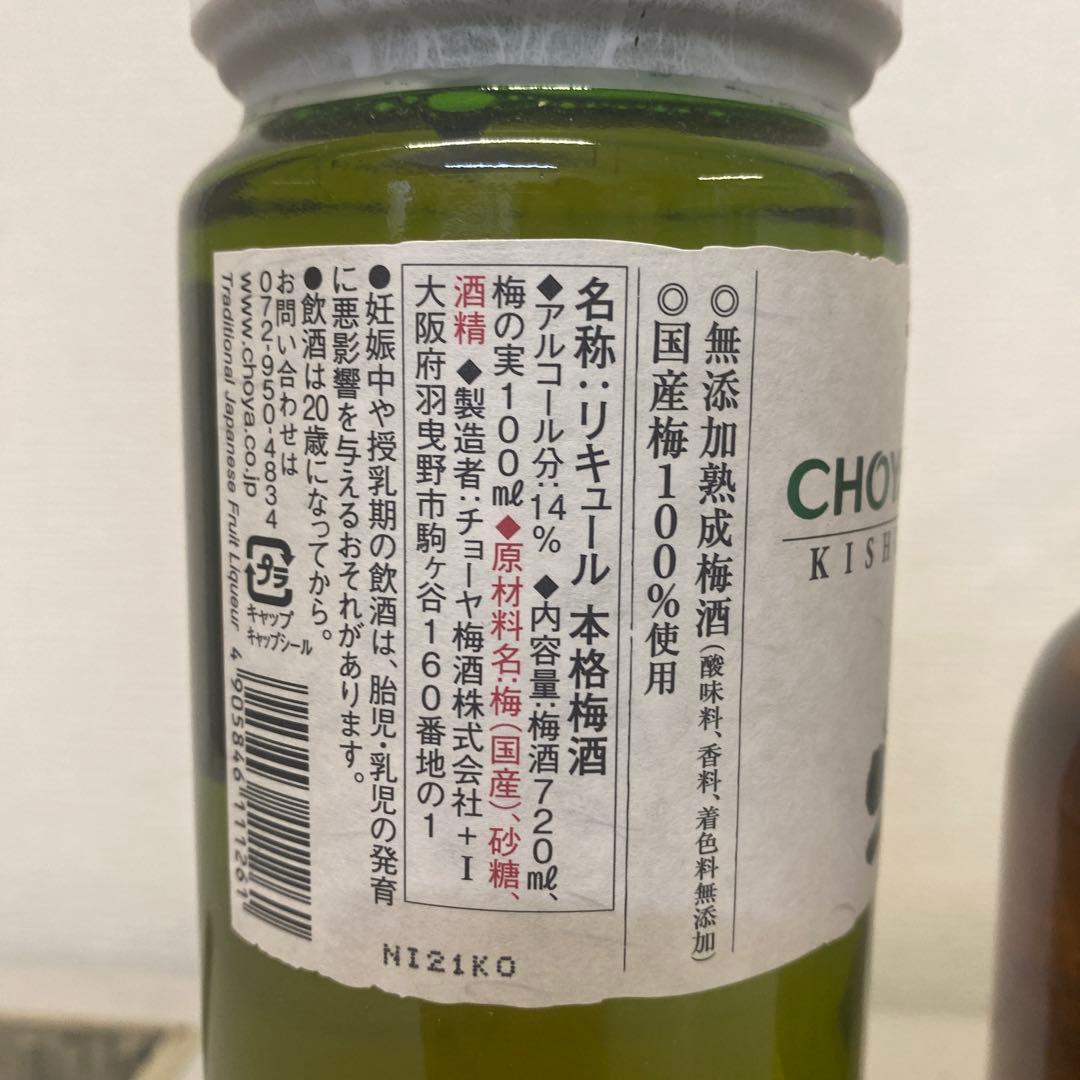 CHOY
KISH
◎無添加熟成梅酒(酸味料、香料、着色料無添加)
◎国産梅100%使用
名称:リキュール 本格梅酒
◆アルコール分:14% ◆内容量:梅酒720㎖、
梅の実100㎖ ◆原材料名:梅(国産)、砂糖、
酒精 ◆製造者:チョーヤ梅酒株式会社+I
大阪府羽曳野市駒ヶ谷160番地の1
●妊娠中や授乳期の飲酒は、胎児・乳児の発育
に悪影響を与えるおそれがあります。
●飲酒は20歳になってから。
お問い合わせは
072-950-4834
www.choya.co.jp
Traditional Japanese Fruit Liqueur
プラ
キャップ
キャップシール
4 905846 111261
NI21KO